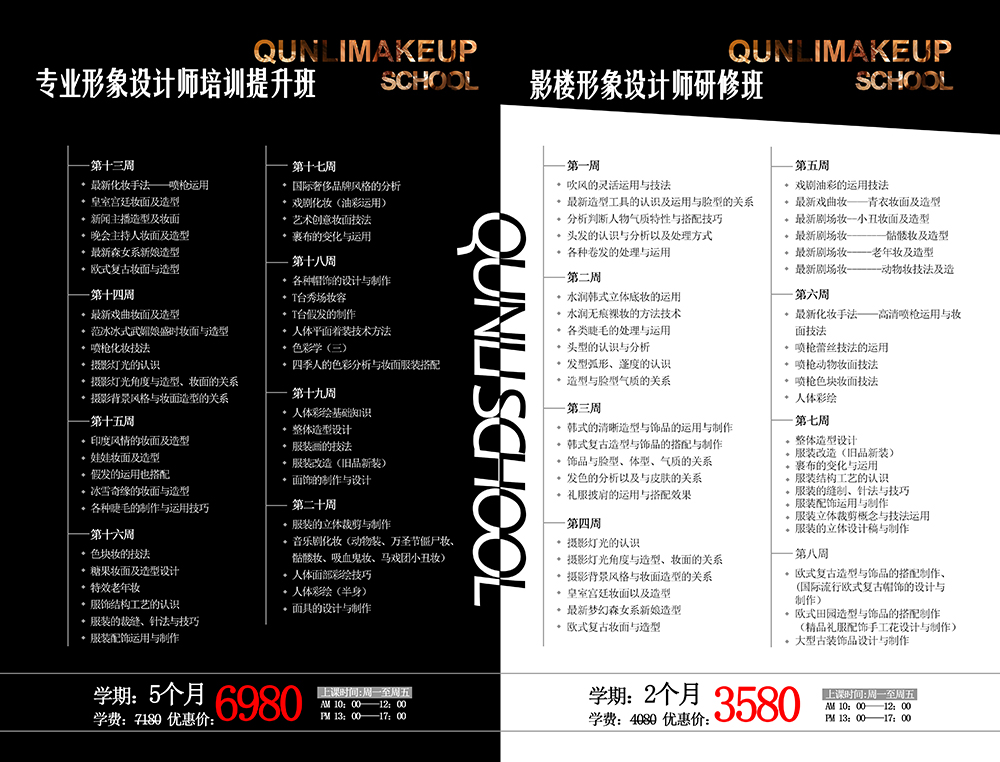 QUNLIMAKEUP
SCHOOL
专业形象设计师培训提升班
第十三周
最新化妆手法——喷枪运用
皇室宫廷妆面及造型
新闻主播造型及妆面
晚会主持人妆面及造型
最新森女系新娘造型
欧式复古妆面与造型
第十四周
最新戏曲妆面及造型
范冰冰式武媚娘盛时妆面与造型
喷枪化妆技法
摄影灯光的认识
摄影灯光角度与造型、妆面的关系
摄影背景风格与妆面造型的关系
第十五周
印度风情的妆面及造型
娃娃妆面及造型
假发的运用也搭配
冰雪奇缘的妆面与造型
各种睫毛的制作与运用技巧
第十六周
色块妆的技法
糖果妆面及造型设计
特效老年妆
服饰结构工艺的认识
服装的裁缝、针法与技巧
服装配饰运用与制作
第十七周
国际奢侈品牌风格的分析
戏剧化妆（油彩运用）
艺术创意妆面技法
裹布的变化与运用
第十八周
各种帽饰的设计与制作
T台秀场妆容
T台假发的制作
人体平面着装技术方法
色彩学（三）
四季人的色彩分析与妆面服装搭配
第十九周
人体彩绘基础知识
整体造型设计
服装画的技法
服装改造（旧品新装）
面饰的制作与设计
第二十周
服装的立体裁剪与制作
音乐剧化妆（动物装、万圣节僵尸妆、
骷髅妆、吸血鬼妆、马戏团小丑妆）
人体面部彩绘技巧
人体彩绘（半身）
面具的设计与制作
学期：5个月
学费：7180 优惠价：
6980
上课时间：周一至周五
AM 10：00——12：00
PM 13：00——17：00
QUNLISCHOOL
QUNLIMAKEUP
SCHOOL
影楼形象设计师研修班
第一周
吹风的灵活运用与技法
最新造型工具的认识及运用与脸型的关系
分析判断人物气质特性与搭配技巧
头发的认识与分析以及处理方式
各种卷发的处理与运用
第二周
水润韩式立体底妆的运用
水润无痕裸妆的方法技术
各类睫毛的处理与运用
头型的认识与分析
发型弧形、蓬度的认识
造型与脸型气质的关系
第三周
韩式的清晰造型与饰品的运用与制作
韩式复古造型与饰品的搭配与制作
饰品与脸型、体型、气质的关系
发色的分析以及与皮肤的关系
礼服披肩的运用与搭配效果
第四周
摄影灯光的认识
摄影灯光角度与造型、妆面的关系
摄影背景风格与妆面造型的关系
皇室宫廷妆面以及造型
最新梦幻森女系新娘造型
欧式复古妆面与造型
第五周
戏剧油彩的运用技法
最新戏曲妆——青衣妆面及造型
最新剧场妆—小丑妆面及造型
最新剧场妆————骷髅妆及造型
最新剧场妆——老年妆及造型
最新剧场妆———动物妆技法及造
第六周
最新化妆手法——高清喷枪运用与妆
面技法
喷枪蕾丝技法的运用
喷枪动物妆面技法
喷枪色块妆面技法
人体彩绘
第七周
整体造型设计
服装改造（旧品新装）
裹布的变化与运用
服装结构工艺的认识
服装的缝制、针法与技巧
服装配饰运用与制作
服装立体裁剪概念与技法运用
服装的立体设计稿与制作
第八周
欧式复古造型与饰品的搭配制作、
（国际流行欧式复古帽饰的设计与
制作）
欧式田园造型与饰品的搭配制作
（精品礼服配饰手工花设计与制作）
大型古装饰品设计与制作
学期：2个月
学费：4080 优惠价：
3580
上课时间：周一至周五
AM 10：00——12：00
PM 13：00——17：00